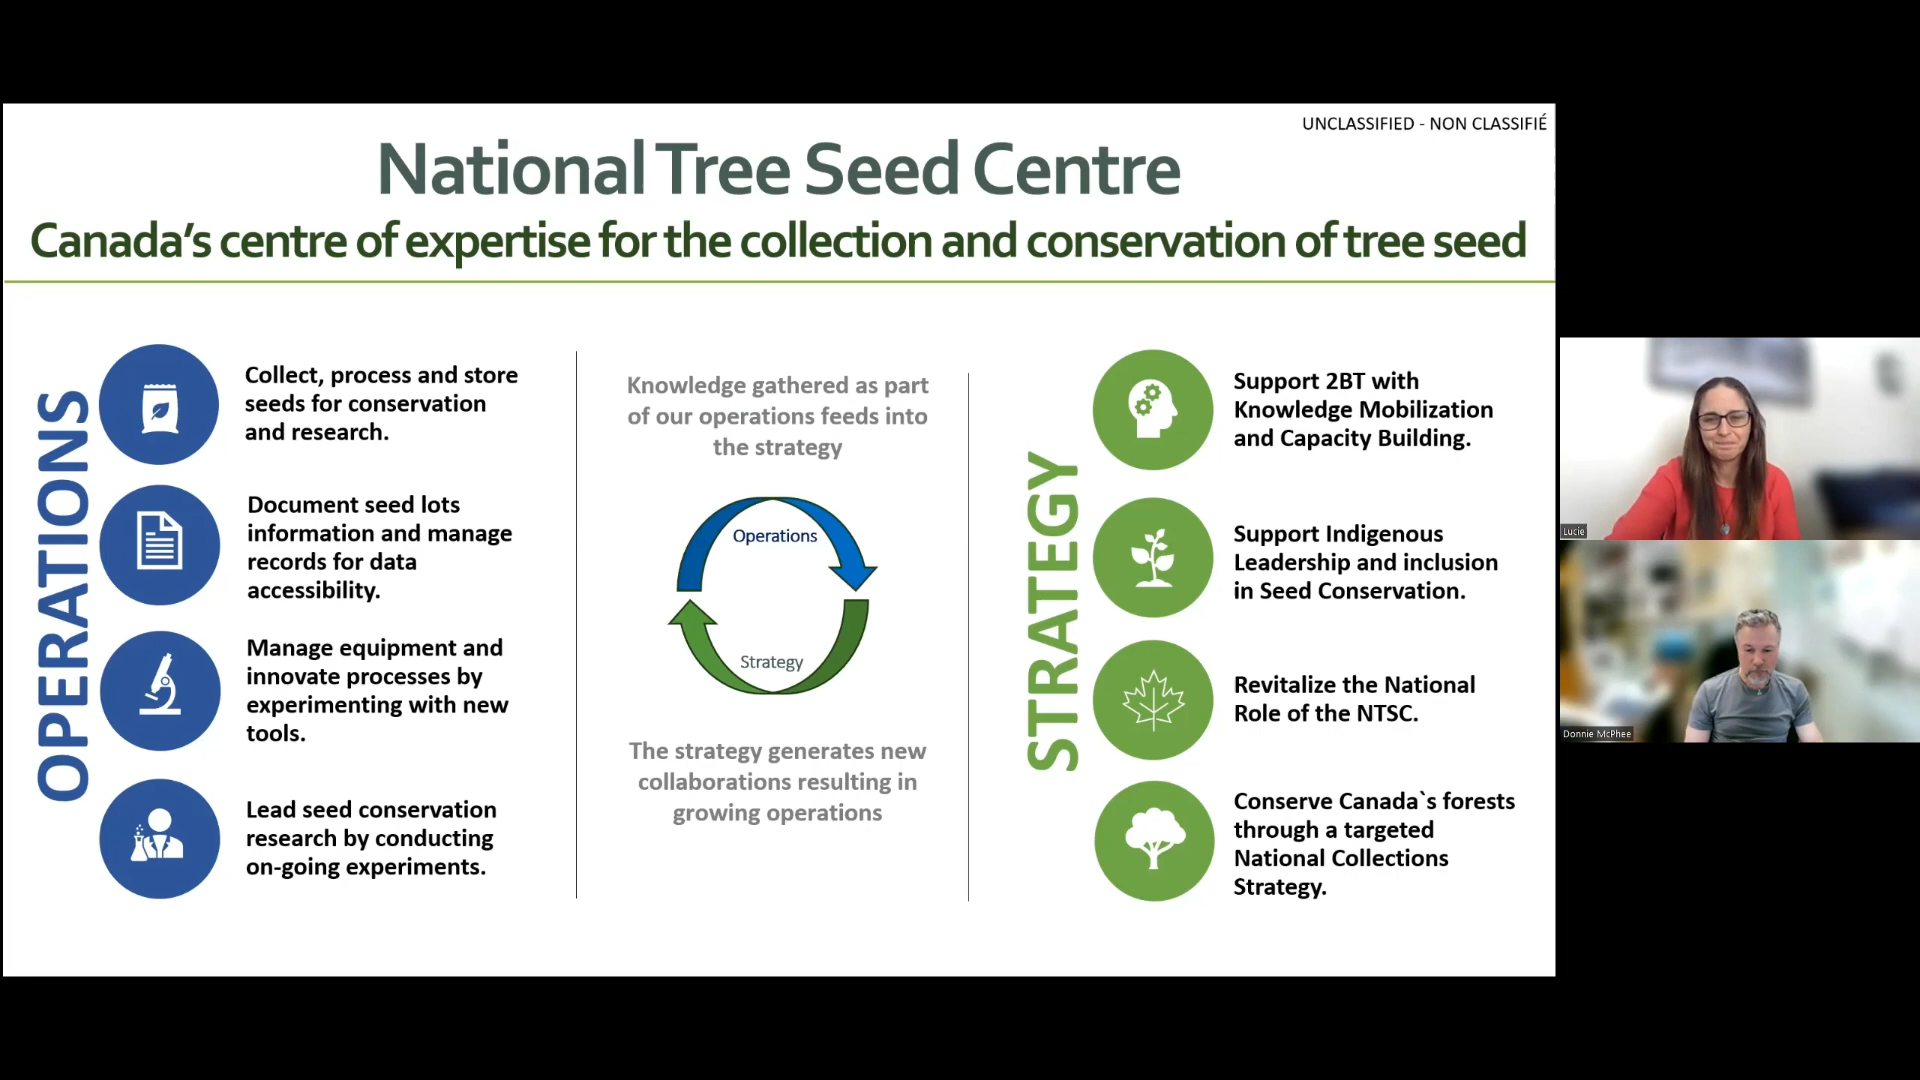 UNCLASSIFIED - NON CLASSIFIÉ
National Tree Seed Centre
Canada's centre of expertise for the collection and conservation of tree seed
OPERATIONS
Collect, process and store
seeds for conservation
and research.
Document seed lots
information and manage
records for data
accessibility.
Manage equipment and
innovate processes by
experimenting with new
tools.
Lead seed conservation
research by conducting
on-going experiments.
Knowledge gathered as part
of our operations feeds into
the strategy
Operations
Strategy
The strategy generates new
collaborations resulting in
growing operations
STRATEGY
Support 2BT with
Knowledge Mobilization
and Capacity Building.
Support Indigenous
Leadership and inclusion
in Seed Conservation.
Revitalize the National
Role of the NTSC.
Conserve Canada`s forests
through a targeted
National Collections
Strategy.
Lucie
Donnie McPhee